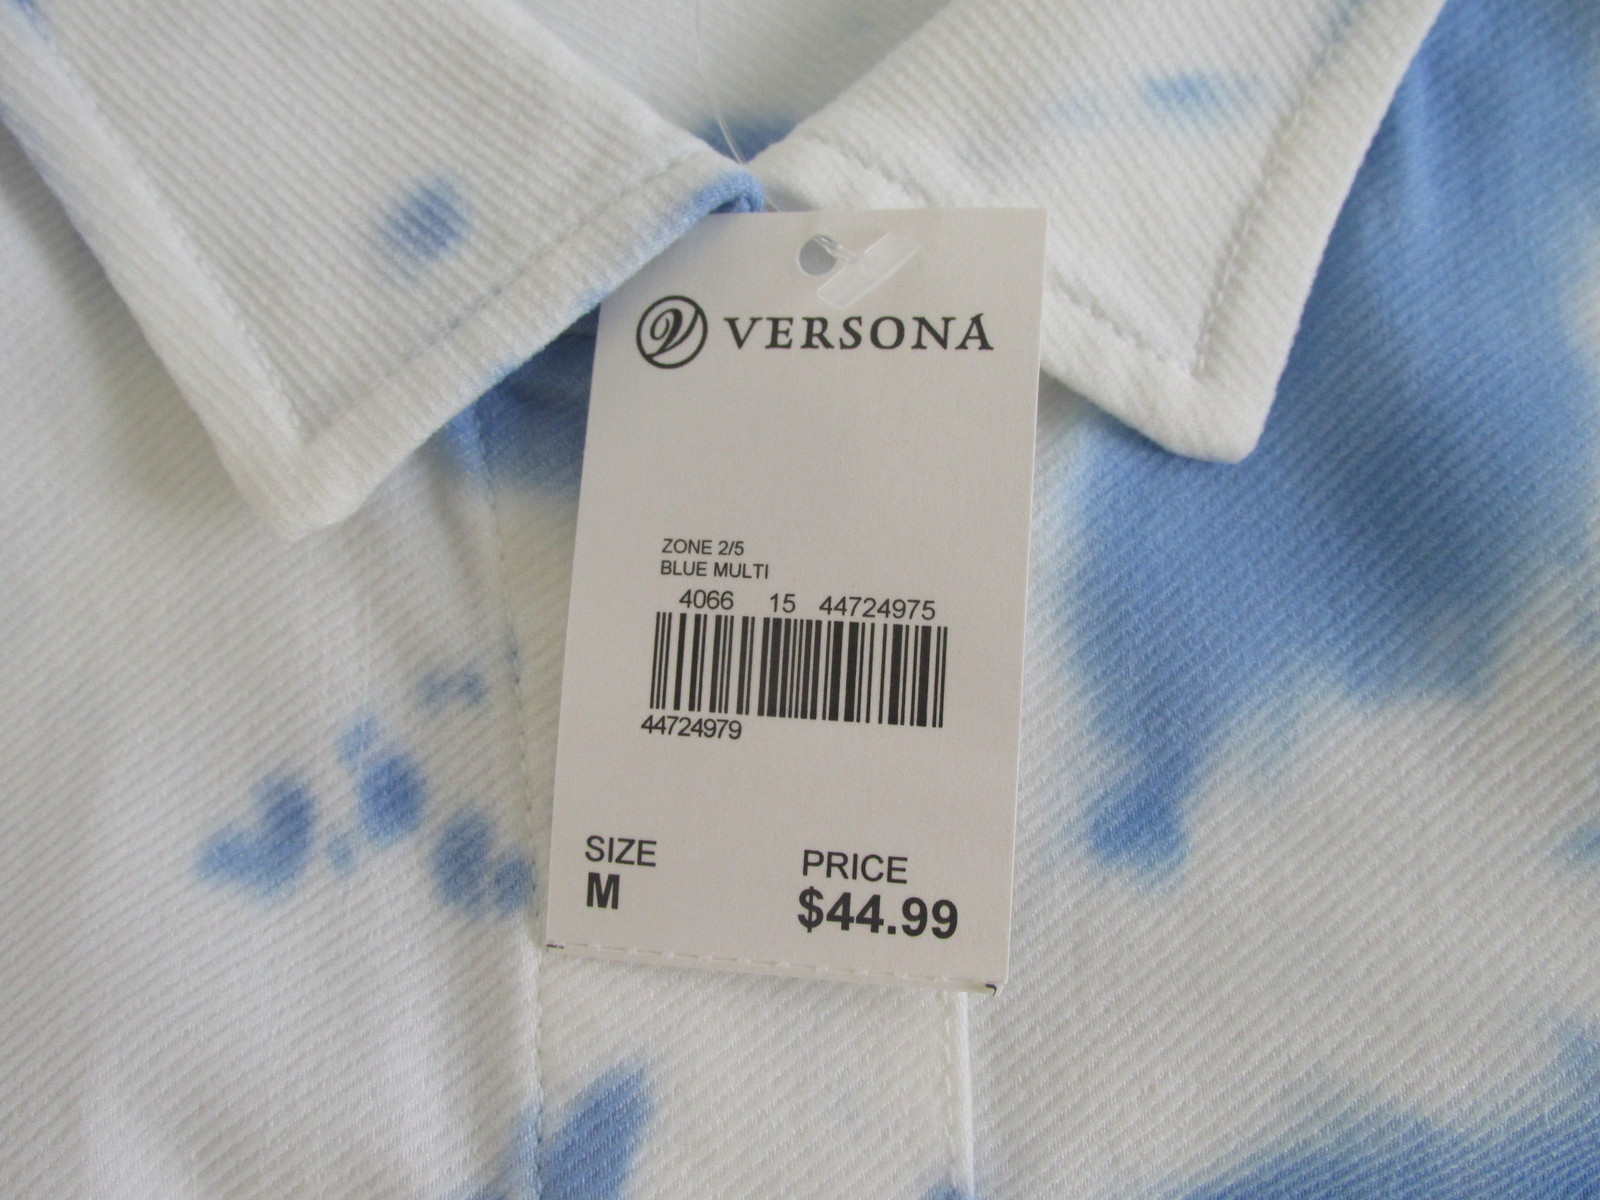 VERSONA
ZONE 2/5
BLUE MULTI
4066 15 44724975
44724979
SIZE
M
PRICE
$44.99